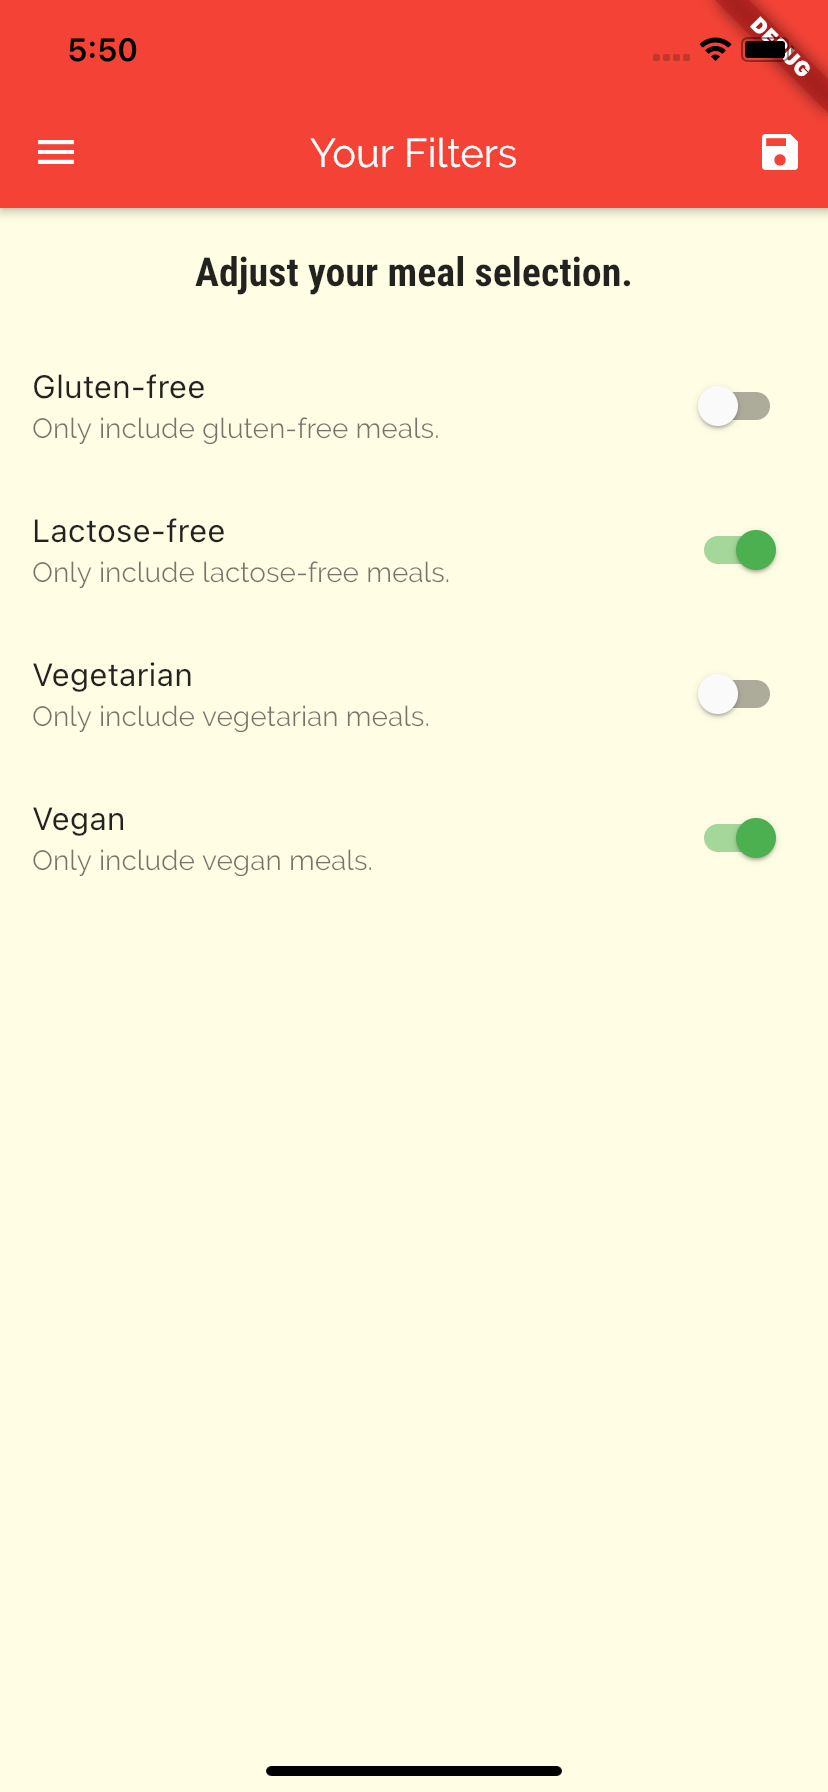 5:50
DEBUG
Your Filters
Adjust your meal selection.
Gluten-free
Only include gluten-free meals.
Lactose-free
Only include lactose-free meals.
Vegetarian
Only include vegetarian meals.
Vegan
Only include vegan meals.